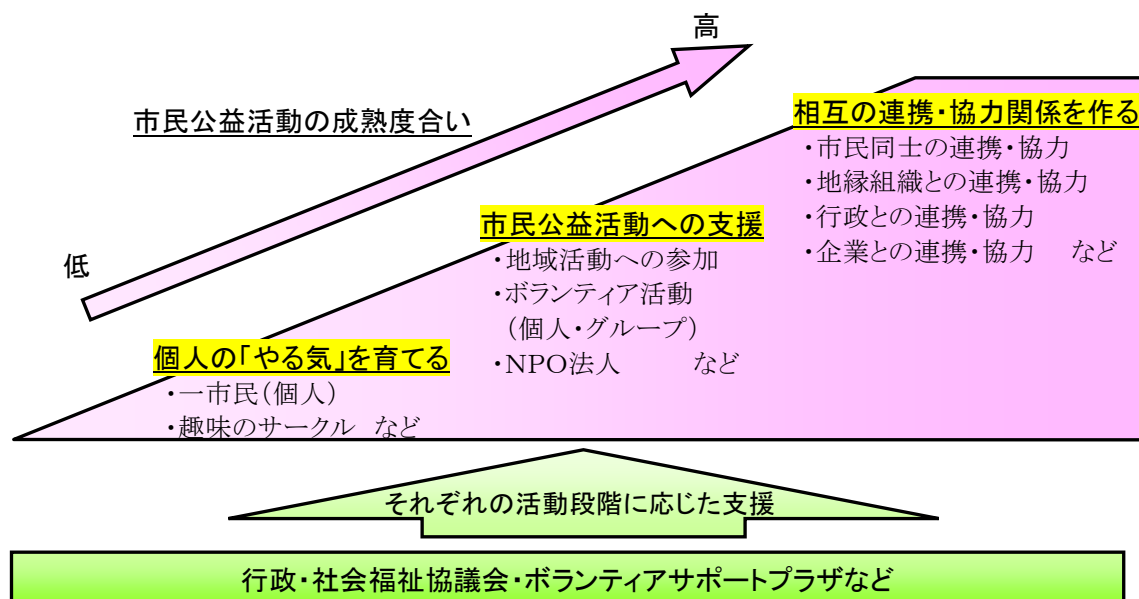 高
市民公益活動の成熟度合い
低
相互の連携・協力関係を作る
・市民同士の連携・協力
・地縁組織との連携・協力
・行政との連携・協力
・企業との連携・協力　など
市民公益活動への支援
・地域活動への参加
・ボランティア活動
（個人・グループ）
・NPO法人　　など
個人の「やる気」を育てる
・一市民（個人）
・趣味のサークル　など
それぞれの活動段階に応じた支援
行政・社会福祉協議会・ボランティアサポートプラザなど